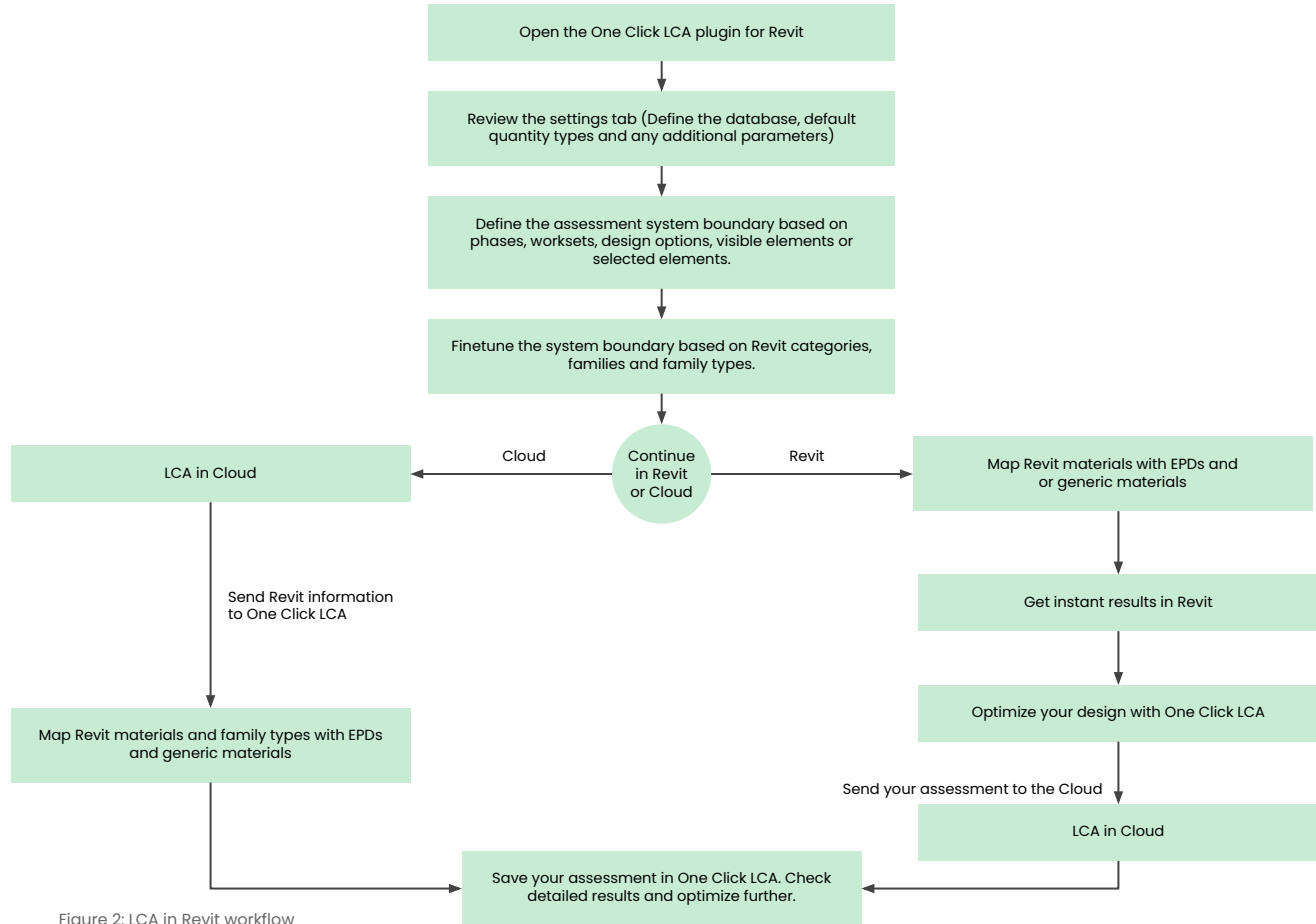 Open the One Click LCA plugin for Revit
Review the settings tab (Define the database, default
quantity types and any additional parameters)
Define the assessment system boundary based on
phases, worksets, design options, visible elements or
selected elements.
Finetune the system boundary based on Revit categories,
families and family types.
Continue
in Revit
or Cloud
Cloud
Revit
LCA in Cloud
Map Revit materials with EPDs and
or generic materials
Send Revit information
to One Click LCA
Get instant results in Revit
Map Revit materials and family types with EPDs
and generic materials
Optimize your design with One Click LCA
Send your assessment to the Cloud
LCA in Cloud
Save your assessment in One Click LCA. Check
detailed results and optimize further.
Figure 2: LCA in Revit workflow